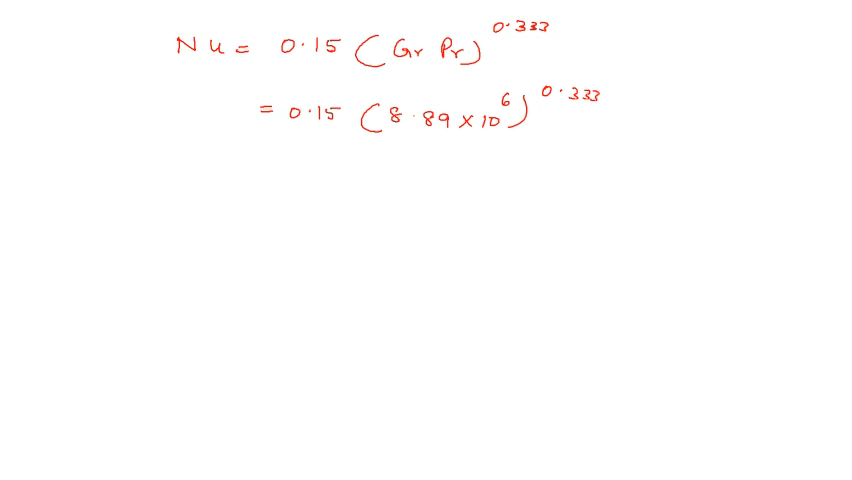 Nu = 0.15 (Gr Pr)^0.333
= 0.15 (8.89 × 10^6)^0.333